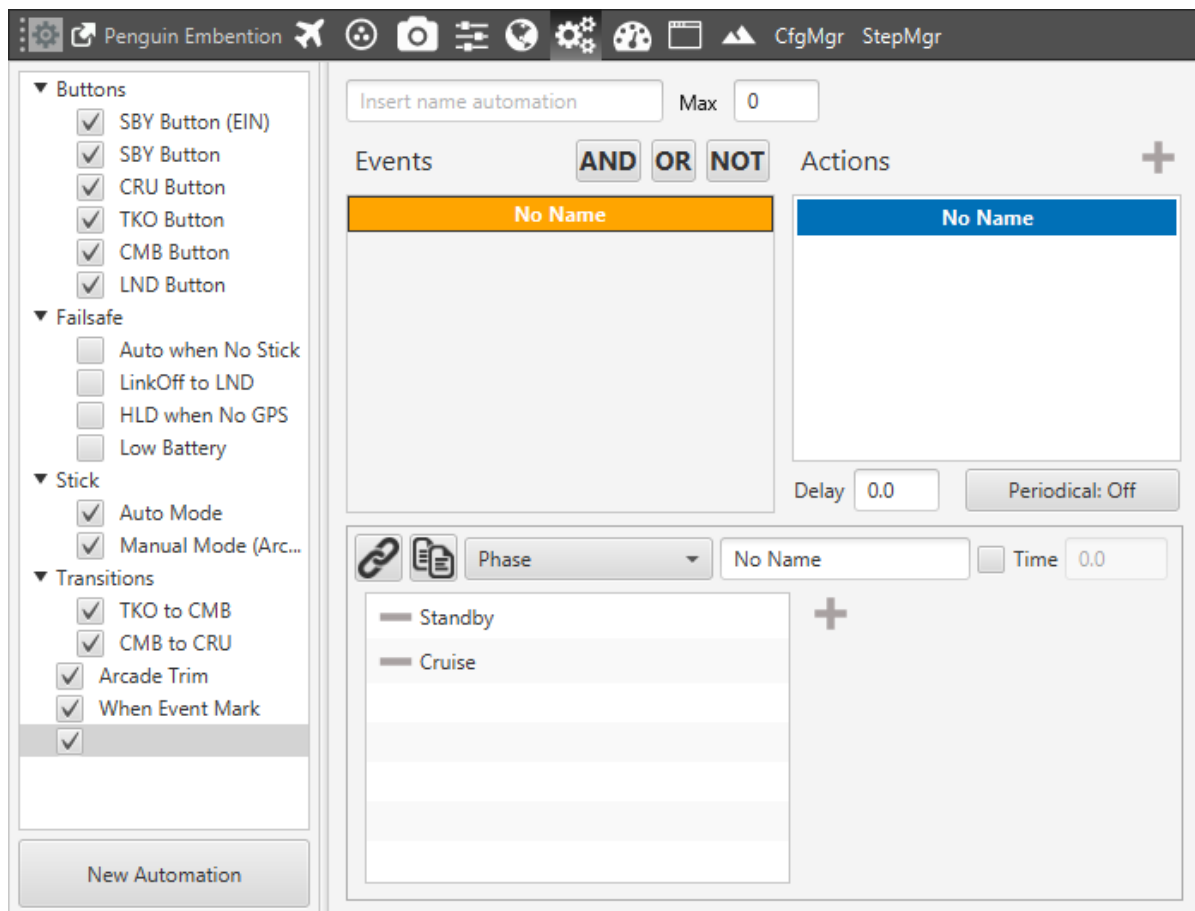 Penguin Embention CfgMgr StepMgr
Buttons
SBY Button (EIN)
SBY Button
CRU Button
TKO Button
CMB Button
LND Button
Failsafe
Auto when No Stick
LinkOff to LND
HLD when No GPS
Low Battery
Stick
Auto Mode
Manual Mode (Arc...
Transitions
TKO to CMB
CMB to CRU
Arcade Trim
When Event Mark
New Automation
Insert name automation Max 0
Events AND OR NOT Actions
No Name
No Name
Delay 0.0 Periodical: Off
Phase No Name Time 0.0
Standby
Cruise